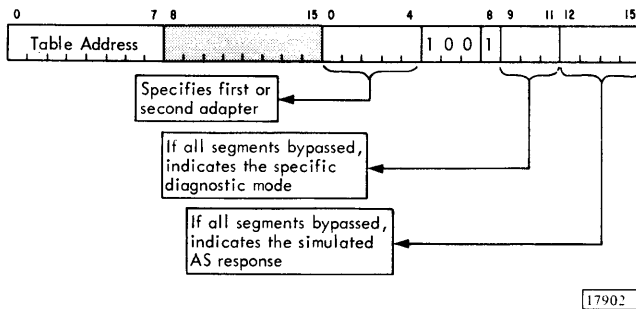 0 7 8 15 0 4 8 9 11 12 15
Table Address 1 0 0 1
Specifies first or
second adapter
If all segments bypassed,
indicates the specific
diagnostic mode
If all segments bypassed,
indicates the simulated
AS response
17902